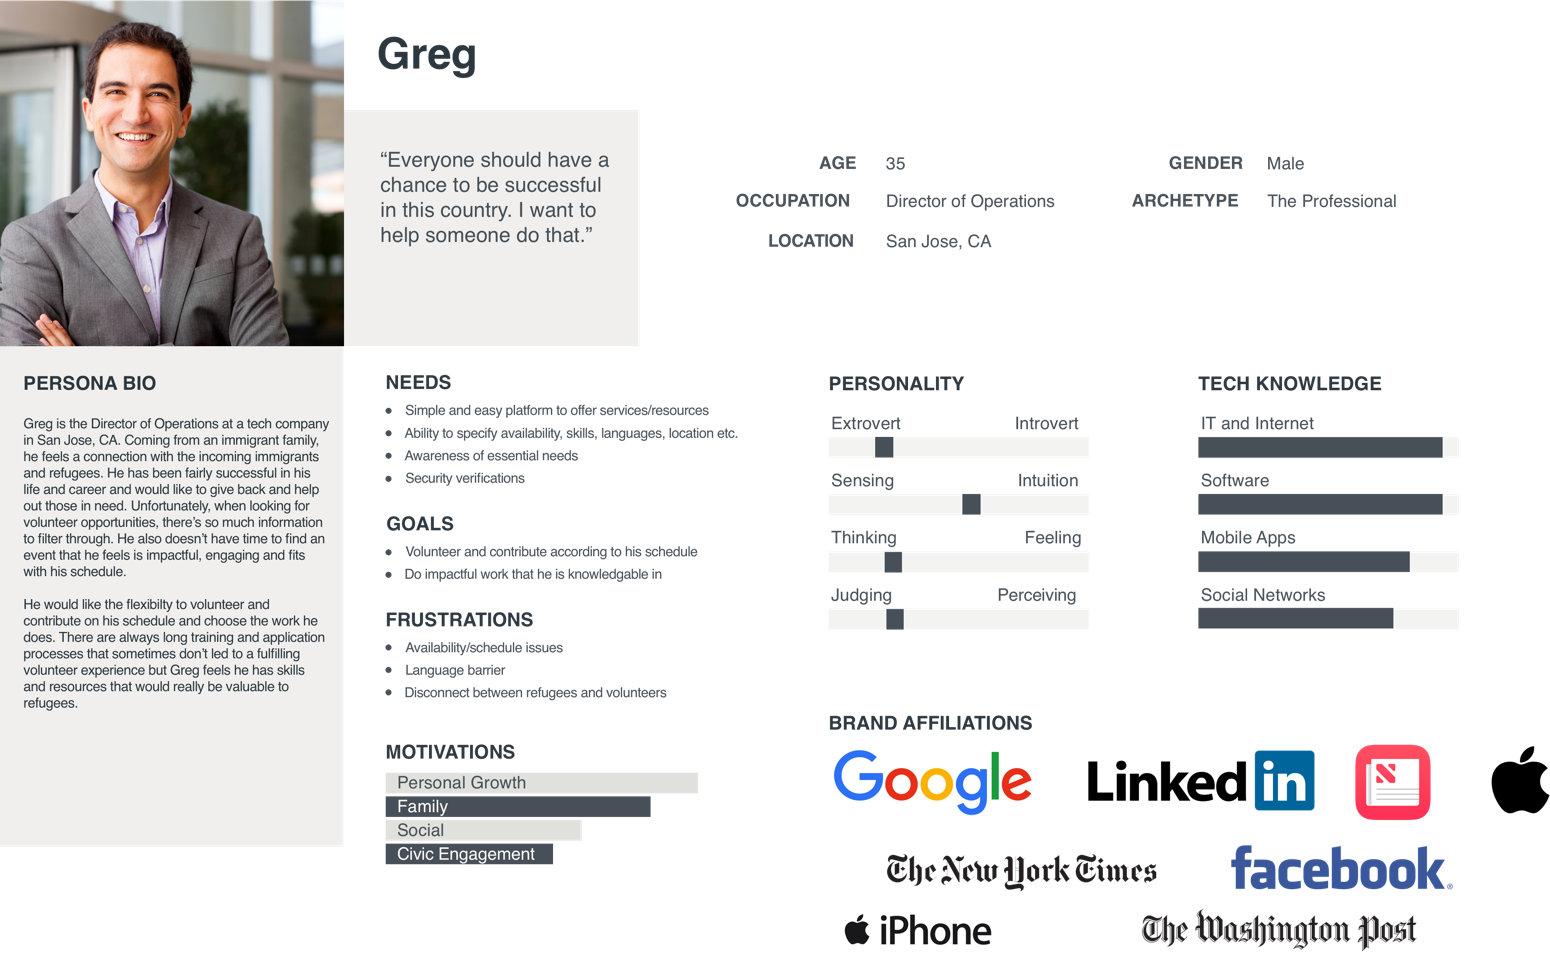 Greg
“Everyone should have a
chance to be successful
in this country. I want to
help someone do that.”
AGE 35
GENDER Male
OCCUPATION Director of Operations
ARCHETYPE The Professional
LOCATION San Jose, CA
PERSONA BIO
Greg is the Director of Operations at a tech company
in San Jose, CA. Coming from an immigrant family,
he feels a connection with the incoming immigrants
and refugees. He has been fairly successful in his
life and career and would like to give back and help
out those in need. Unfortunately, when looking for
volunteer opportunities, there’s so much information
to filter through. He also doesn’t have time to find an
event that he feels is impactful, engaging and fits
with his schedule.
He would like the flexibilty to volunteer and
contribute on his schedule and choose the work he
does. There are always long training and application
processes that sometimes don’t led to a fulfilling
volunteer experience but Greg feels he has skills
and resources that would really be valuable to
refugees.
NEEDS
• Simple and easy platform to offer services/resources
• Ability to specify availability, skills, languages, location etc.
• Awareness of essential needs
• Security verifications
GOALS
• Volunteer and contribute according to his schedule
• Do impactful work that he is knowledgable in
FRUSTRATIONS
• Availability/schedule issues
• Language barrier
• Disconnect between refugees and volunteers
MOTIVATIONS
Personal Growth
Family
Social
Civic Engagement
PERSONALITY
Extrovert Introvert
Sensing Intuition
Thinking Feeling
Judging Perceiving
TECH KNOWLEDGE
IT and Internet
Software
Mobile Apps
Social Networks
BRAND AFFILIATIONS
Google
Linked in
N
The New York Times
facebook®
iPhone
The Washington Post